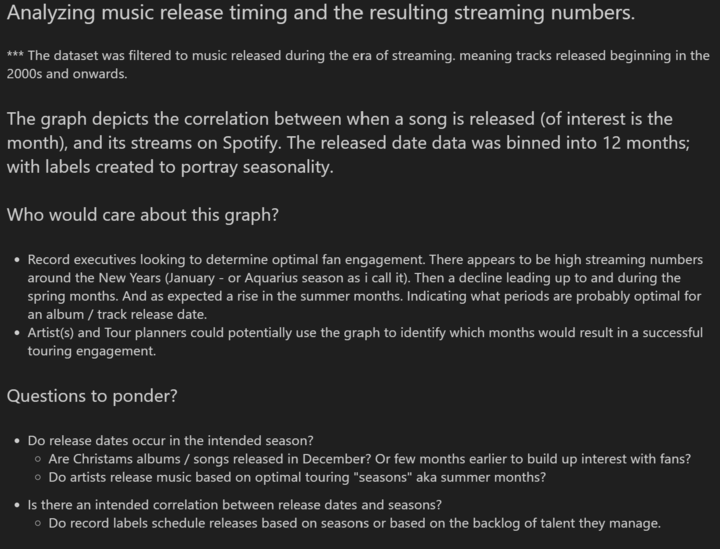 Analyzing music release timing and the resulting streaming numbers.
*** The dataset was filtered to music released during the era of streaming. meaning tracks released beginning in the
2000s and onwards.
The graph depicts the correlation between when a song is released (of interest is the
month), and its streams on Spotify. The released date data was binned into 12 months;
with labels created to portray seasonality.
Who would care about this graph?
• Record executives looking to determine optimal fan engagement. There appears to be high streaming numbers
around the New Years (January - or Aquarius season as i call it). Then a decline leading up to and during the
spring months. And as expected a rise in the summer months. Indicating what periods are probably optimal for
an album / track release date.
• Artist(s) and Tour planners could potentially use the graph to identify which months would result in a successful
touring engagement.
Questions to ponder?
• Do release dates occur in the intended season?
○ Are Christams albums / songs released in December? Or few months earlier to build up interest with fans?
○ Do artists release music based on optimal touring "seasons" aka summer months?
• Is there an intended correlation between release dates and seasons?
○ Do record labels schedule releases based on seasons or based on the backlog of talent they manage.